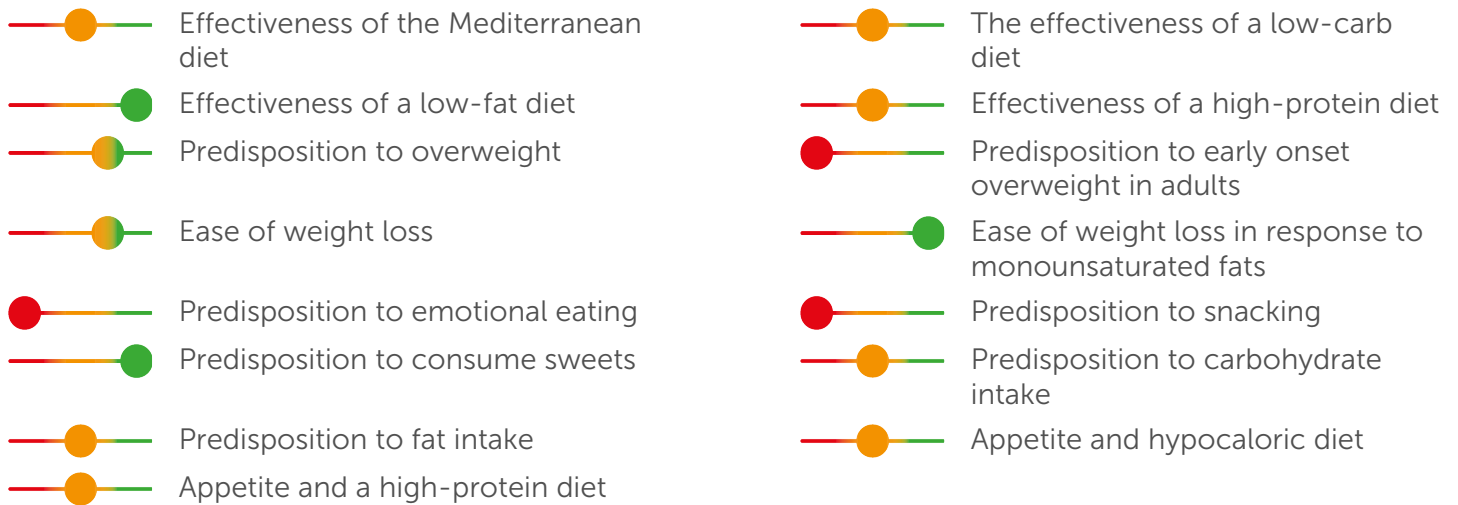 Effectiveness of the Mediterranean
diet
Effectiveness of a low-fat diet
Predisposition to overweight
Ease of weight loss
Predisposition to emotional eating
Predisposition to consume sweets
Predisposition to fat intake
Appetite and a high-protein diet
The effectiveness of a low-carb
diet
Effectiveness of a high-protein diet
Predisposition to early onset
overweight in adults
Ease of weight loss in response to
monounsaturated fats
Predisposition to snacking
Predisposition to carbohydrate
intake
Appetite and hypocaloric diet